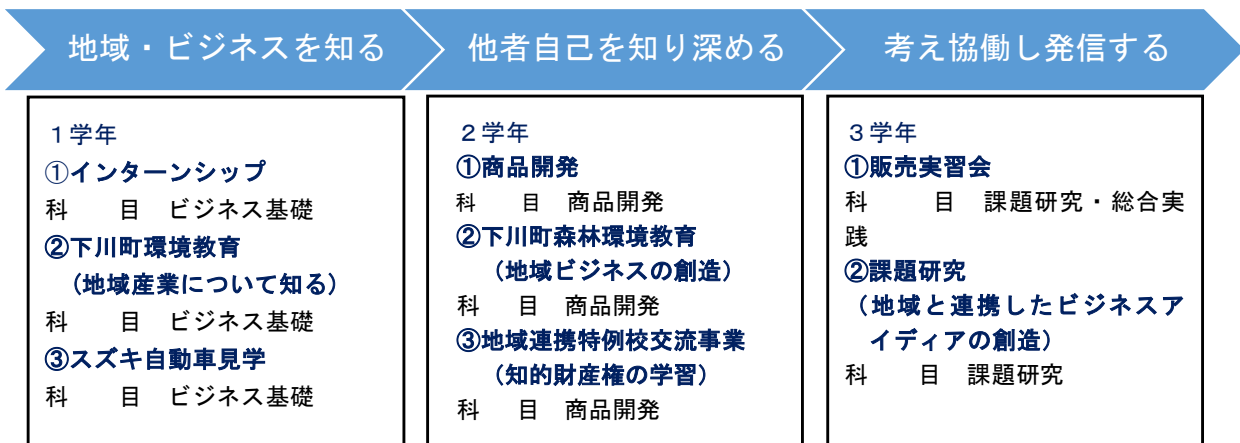 地域・ビジネスを知る
他者自己を知り深める
考え協働し発信する
1学年
①インターンシップ
科　　目　ビジネス基礎
②下川町環境教育
（地域産業について知る）
科　　目　ビジネス基礎
③スズキ自動車見学
科　　目　ビジネス基礎
2学年
①商品開発
科　　目　商品開発
②下川町森林環境教育
（地域ビジネスの創造）
科　　目　商品開発
③地域連携特例校交流事業
（知的財産権の学習）
科　　目　商品開発
3学年
①販売実習会
科　　　目　課題研究・総合実
践
②課題研究
（地域と連携したビジネスア
イディアの創造）
科　　目　課題研究